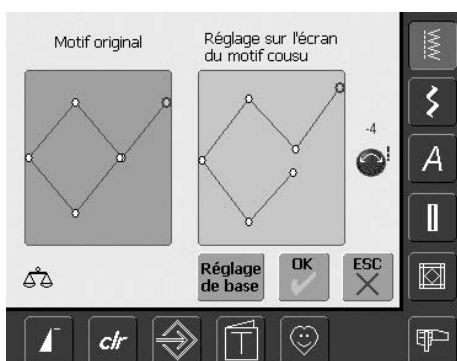 Motif original
Réglage sur l'écran
du motif cousu
-4
Réglage
de base
OK
ESC
A
clr